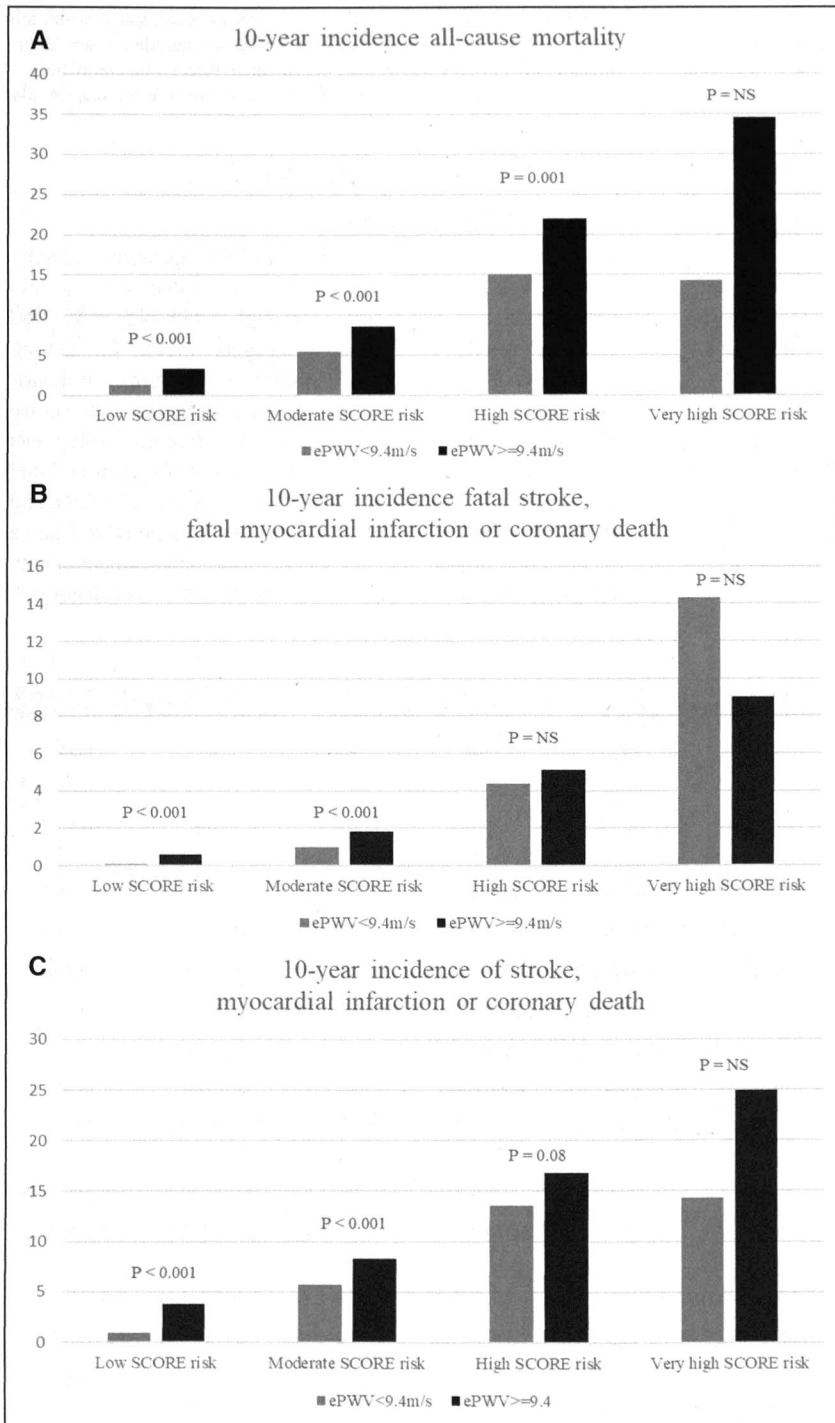 A
10-year incidence all-cause mortality
40
35
30
25
20
15
10
5
0
P < 0.001
P < 0.001
P = 0.001
P = NS
Low SCORE risk
Moderate SCORE risk
High SCORE risk
Very high SCORE risk
ePWV<9.4m/s
ePWV>=9.4m/s
B
10-year incidence fatal stroke,
fatal myocardial infarction or coronary death
16
14
12
10
8
6
4
2
0
P < 0.001
P < 0.001
P = NS
P = NS
Low SCORE risk
Moderate SCORE risk
High SCORE risk
Very high SCORE risk
ePWV<9.4m/s
ePWV>=9.4m/s
C
10-year incidence of stroke,
myocardial infarction or coronary death
30
25
20
15
10
5
0
P < 0.001
P < 0.001
P = 0.08
P = NS
Low SCORE risk
Moderate SCORE risk
High SCORE risk
Very high SCORE risk
ePWV<9.4m/s
ePWV>=9.4